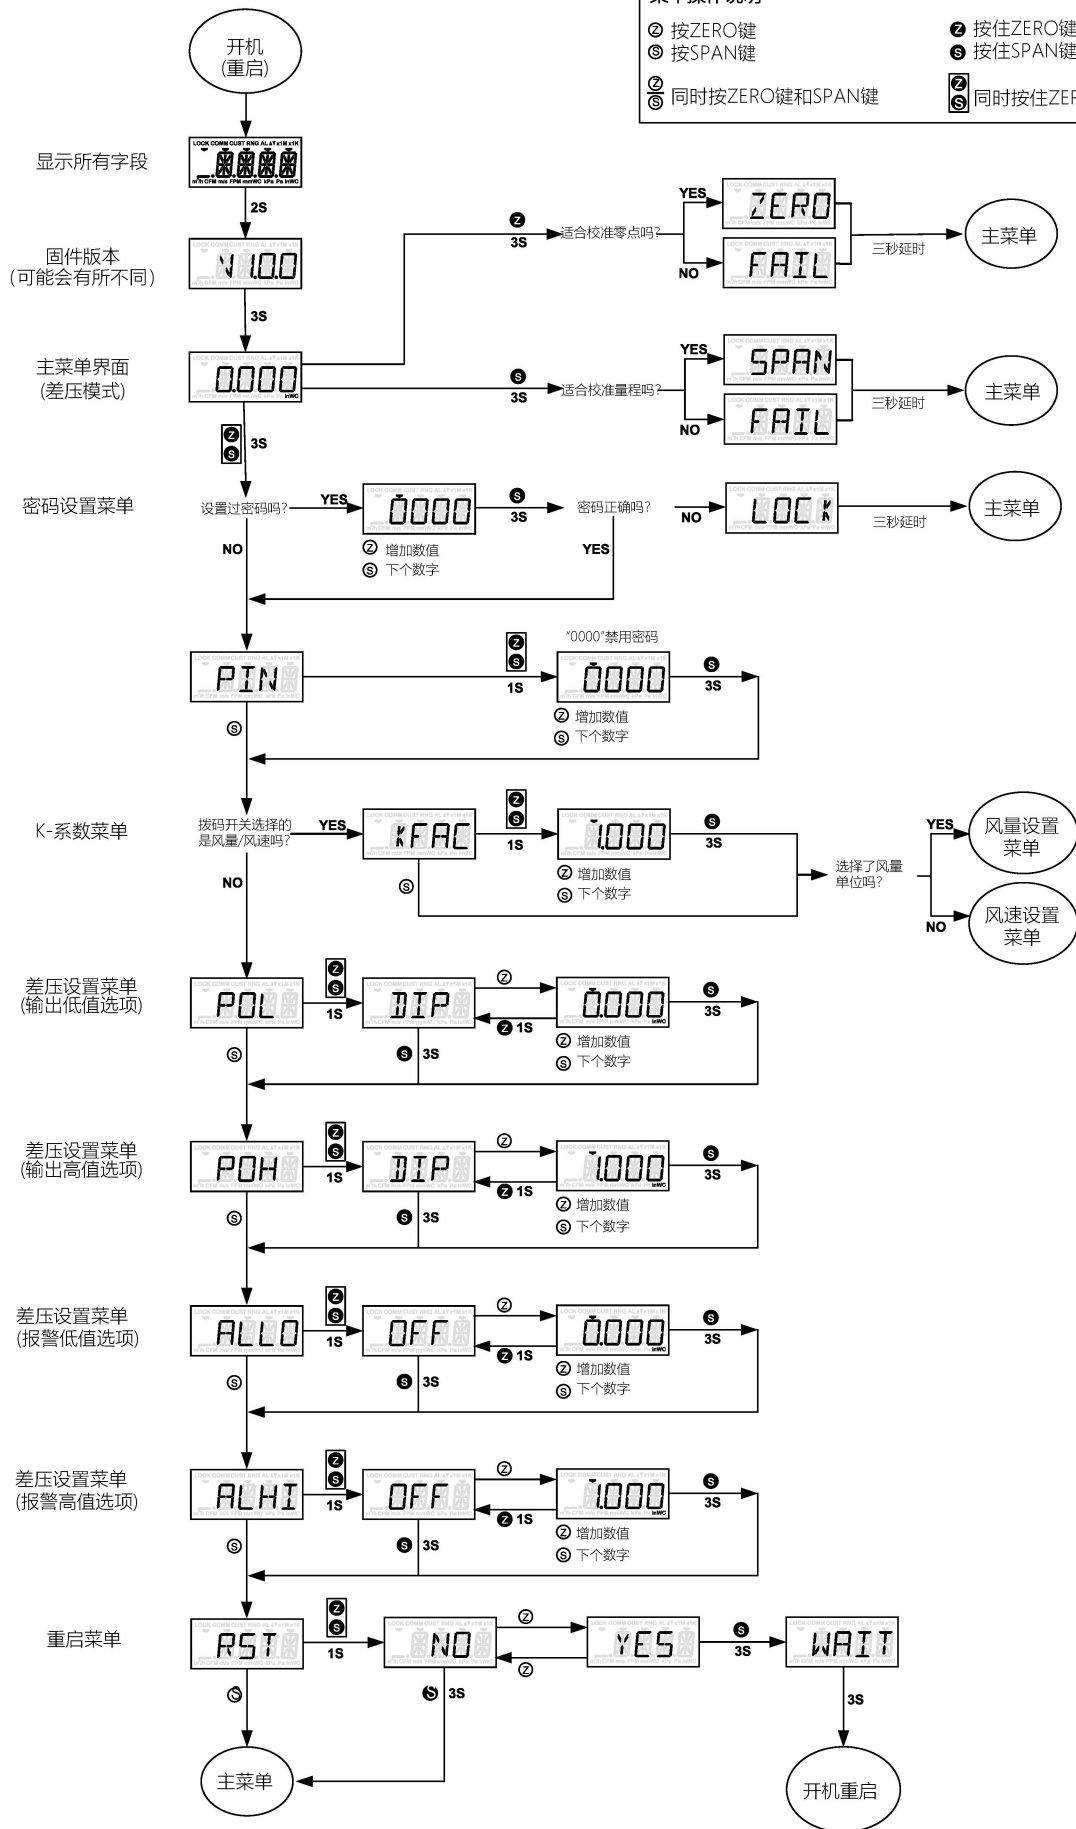 开机
(重启)
Ⓩ 按ZERO键
Ⓢ 按SPAN键
Ⓩ
Ⓢ 同时按ZERO键和SPAN键
Z 按住ZERO键
S 按住SPAN键
Z
S 同时按住ZE
显示所有字段
LOCK COMM CUST RNG AL ▲▼ x1M x1K
m³/h CFM m/s FPM mmWC kPa Pa inWC
2S
固件版本
(可能会有所不同)
V1.0.0
3S
主菜单界面
(差压模式)
0.000
inWC
Z
3S
适合校准零点吗?
YES
ZERO
NO
FAIL
三秒延时
主菜单
S
3S
适合校准量程吗?
YES
SPAN
NO
FAIL
三秒延时
主菜单
Z
S
3S
密码设置菜单
设置过密码吗?
YES
0000
Ⓩ 增加数值
Ⓢ 下个数字
S
3S
密码正确吗?
NO
LOCK
三秒延时
主菜单
NO
YES
PIN
Z
S
1S
"0000"禁用密码
0000
Ⓩ 增加数值
Ⓢ 下个数字
S
3S
Ⓢ
K-系数菜单
拨码开关选择的
是风量/风速吗?
YES
KFAC
Z
S
1S
1.000
Ⓩ 增加数值
Ⓢ 下个数字
S
3S
Ⓢ
选择了风量
单位吗?
YES
风量设置
菜单
NO
风速设置
菜单
NO
差压设置菜单
(输出低值选项)
POL
Z
S
1S
DIP
Ⓩ
Z 1S
0.000
inWC
Ⓩ 增加数值
Ⓢ 下个数字
S
3S
S 3S
Ⓢ
差压设置菜单
(输出高值选项)
POH
Z
S
1S
DIP
Ⓩ
Z 1S
1.000
inWC
Ⓩ 增加数值
Ⓢ 下个数字
S
3S
S 3S
Ⓢ
差压设置菜单
(报警低值选项)
ALLO
Z
S
1S
OFF
Ⓩ
Z 1S
0.000
inWC
Ⓩ 增加数值
Ⓢ 下个数字
S
3S
S 3S
Ⓢ
差压设置菜单
(报警高值选项)
ALHI
Z
S
1S
OFF
Ⓩ
Z 1S
1.000
inWC
Ⓩ 增加数值
Ⓢ 下个数字
S
3S
S 3S
Ⓢ
重启菜单
RST
Z
S
1S
NO
Ⓩ
Ⓩ
YES
S
3S
WAIT
Ⓢ
S 3S
3S
主菜单
开机重启